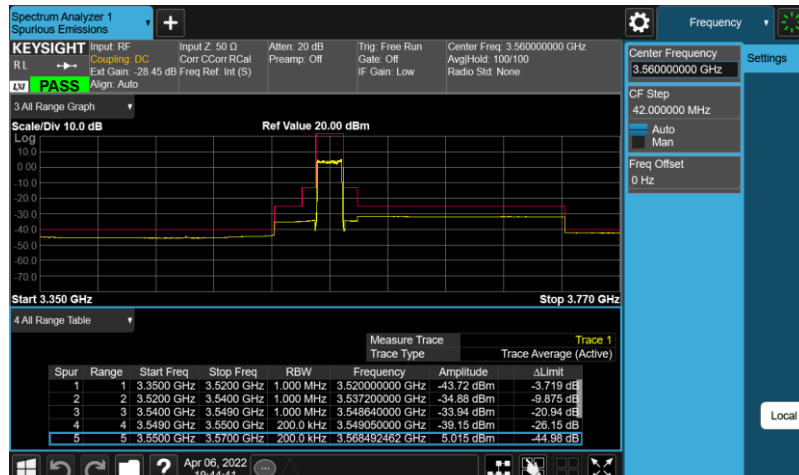 Spectrum Analyzer 1
Spurious Emissions
+
Frequency
KEYSIGHT
RL
LXI PASS
Input: RF
Coupling: DC
Ext Gain: -28.45 dB
Align: Auto
Input Z: 50 Ω
Corr CCorr RCal
Freq Ref: Int (S)
Atten: 20 dB
Preamp: Off
Trig: Free Run
Gate: Off
IF Gain: Low
Center Freq: 3.560000000 GHz
Avg|Hold: 100/100
Radio Std: None
Center Frequency
3.560000000 GHz
Settings
CF Step
42.000000 MHz
Auto
Man
Freq Offset
0 Hz
Local
3 All Range Graph
Scale/Div 10.0 dB Ref Value 20.00 dBm
Log
10.0
0.00
-10.0
-20.0
-30.0
-40.0
-50.0
-60.0
-70.0
Start 3.350 GHz Stop 3.770 GHz
4 All Range Table
Measure Trace Trace 1
Trace Type Trace Average (Active)
Spur Range Start Freq Stop Freq RBW Frequency Amplitude ΔLimit
1 1 3.3500 GHz 3.5200 GHz 1.000 MHz 3.520000000 GHz -43.72 dBm -3.719 dB
2 2 3.5200 GHz 3.5400 GHz 1.000 MHz 3.537200000 GHz -34.88 dBm -9.875 dB
3 3 3.5400 GHz 3.5490 GHz 1.000 MHz 3.548640000 GHz -33.94 dBm -20.94 dB
4 4 3.5490 GHz 3.5500 GHz 200.0 kHz 3.549050000 GHz -39.15 dBm -26.15 dB
5 5 3.5500 GHz 3.5700 GHz 200.0 kHz 3.568492462 GHz 5.015 dBm -44.98 dB
? Apr 06, 2022